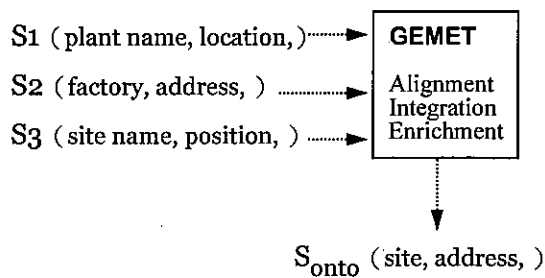 S1 ( plant name, location,)
S2 ( factory, address, )
S3 ( site name, position, )
GEMET
Alignment
Integration
Enrichment
Sonto ( site, address, )